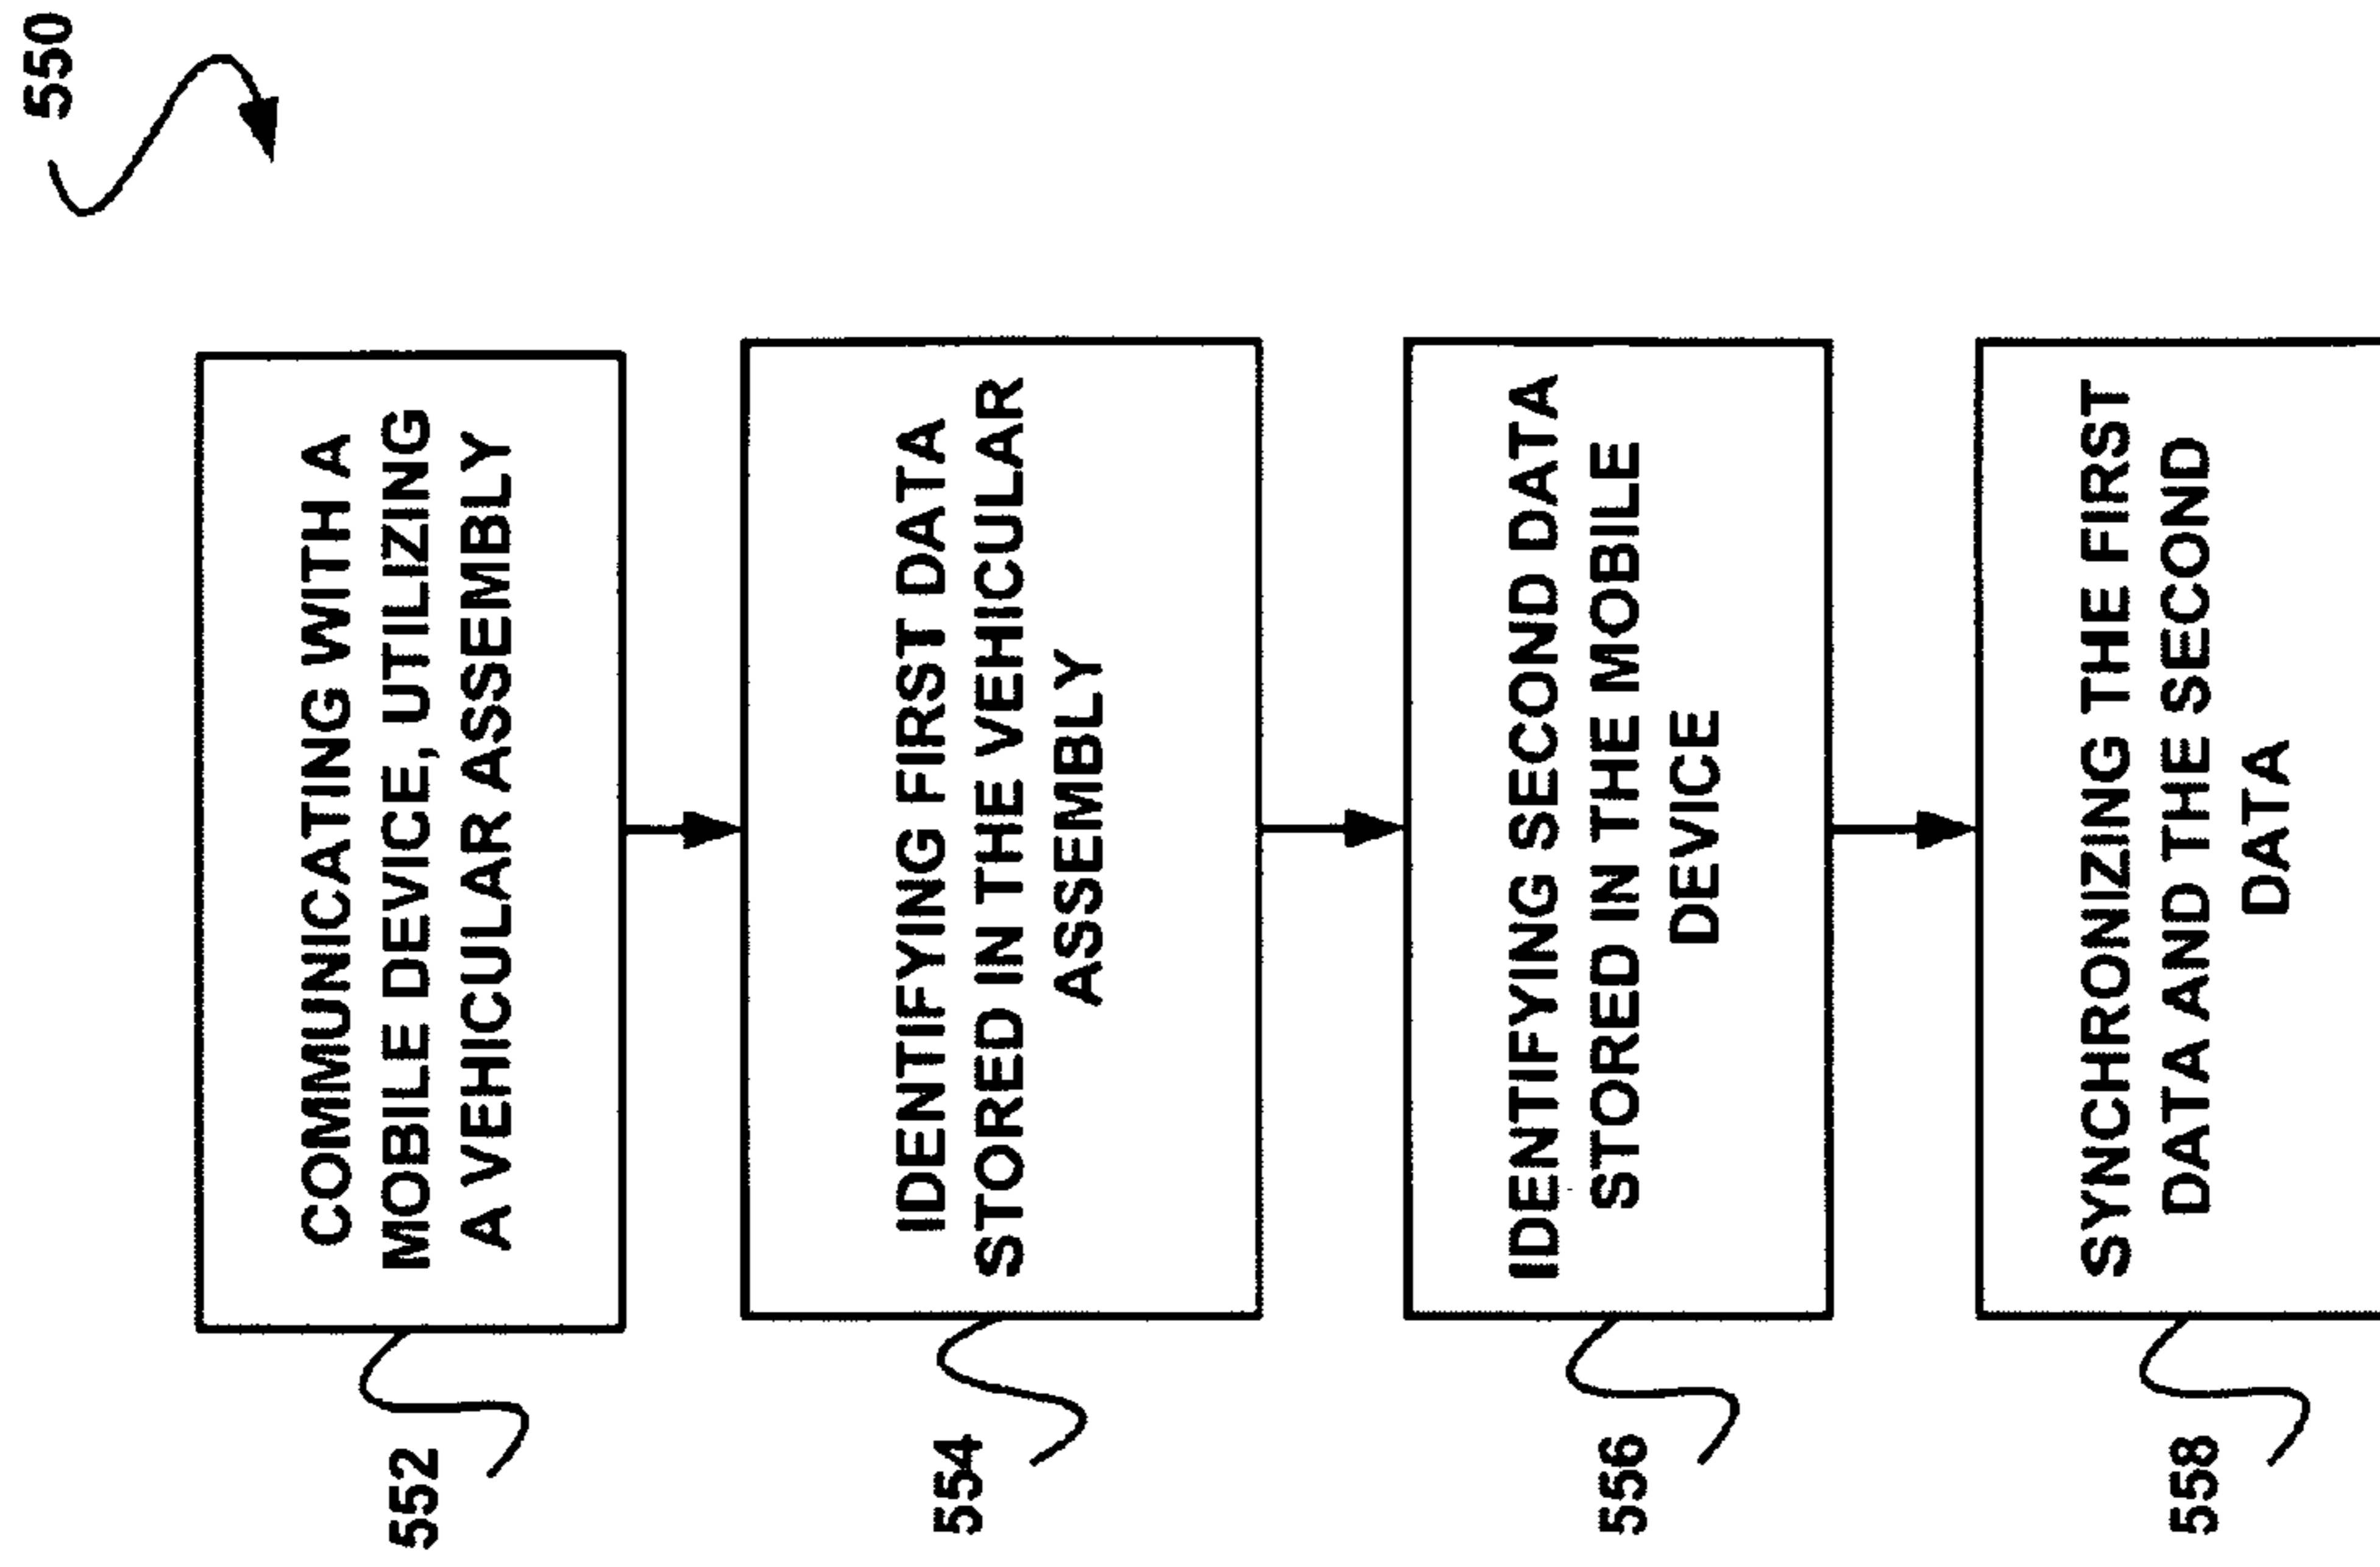 550
COMMUNICATING WITH A
MOBILE DEVICE, UTILIZING
A VEHICULAR ASSEMBLY
552
IDENTIFYING FIRST DATA
STORED IN THE VEHICULAR
ASSEMBLY
554
IDENTIFYING SECOND DATA
STORED IN THE MOBILE
DEVICE
556
SYNCHRONIZING THE FIRST
DATA AND THE SECOND
DATA
558